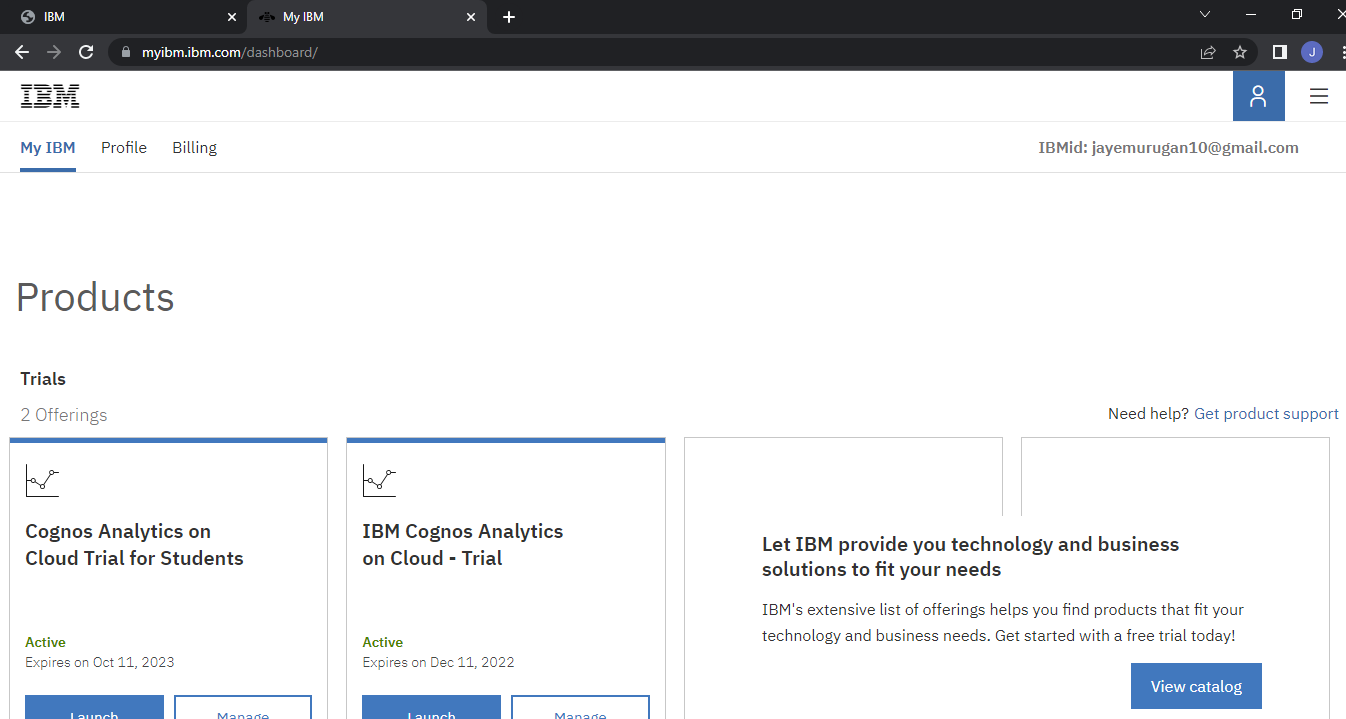 IBM
My IBM
myibm.ibm.com/dashboard/
J
IBM
My IBM Profile Billing IBMid: jayemurugan10@gmail.com
Products
Trials
2 Offerings
Need help? Get product support
Cognos Analytics on
Cloud Trial for Students
Active
Expires on Oct 11, 2023
Launch Manage
IBM Cognos Analytics
on Cloud - Trial
Active
Expires on Dec 11, 2022
Launch Manage
Let IBM provide you technology and business
solutions to fit your needs
IBM's extensive list of offerings helps you find products that fit your
technology and business needs. Get started with a free trial today!
View catalog